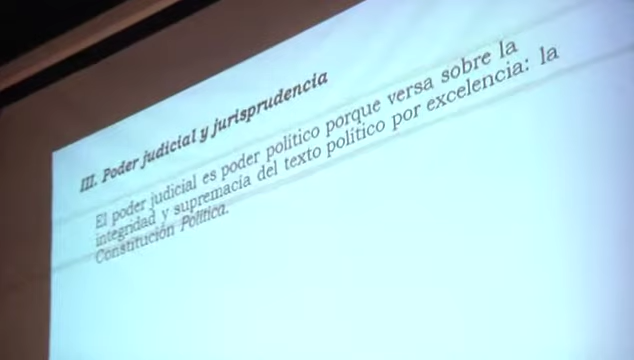 III. Poder judicial y jurisprudencia
El poder judicial es poder político porque versa sobre la
integridad y supremacía del texto político por excelencia: la
Constitución Política.